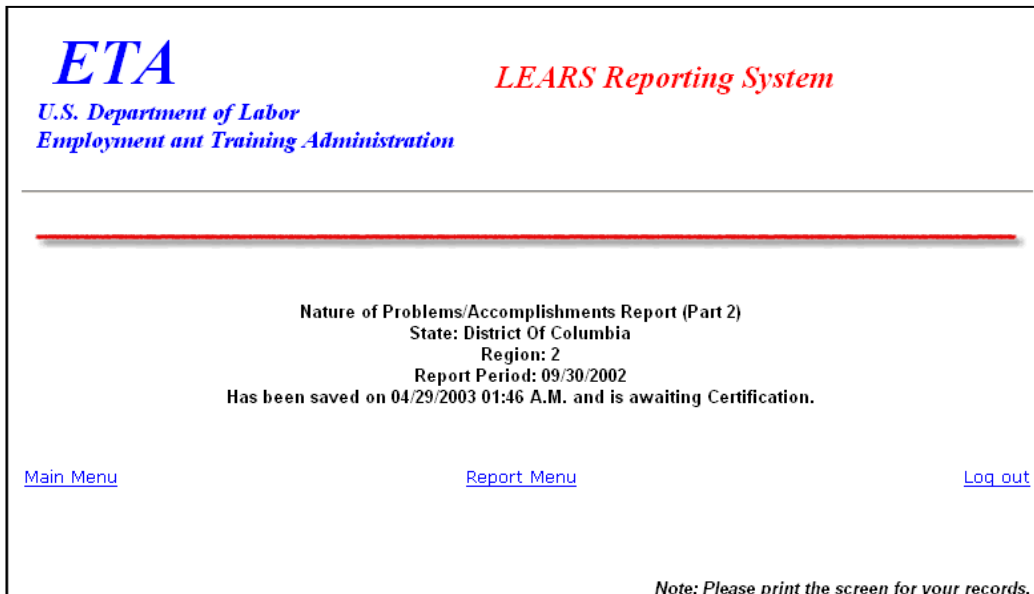 ETA
LEARS Reporting System
U.S. Department of Labor
Employment ant Training Administration
Nature of Problems/Accomplishments Report (Part 2)
State: District Of Columbia
Region: 2
Report Period: 09/30/2002
Has been saved on 04/29/2003 01:46 A.M. and is awaiting Certification.
Main Menu
Report Menu
Log out
Note: Please print the screen for your records.